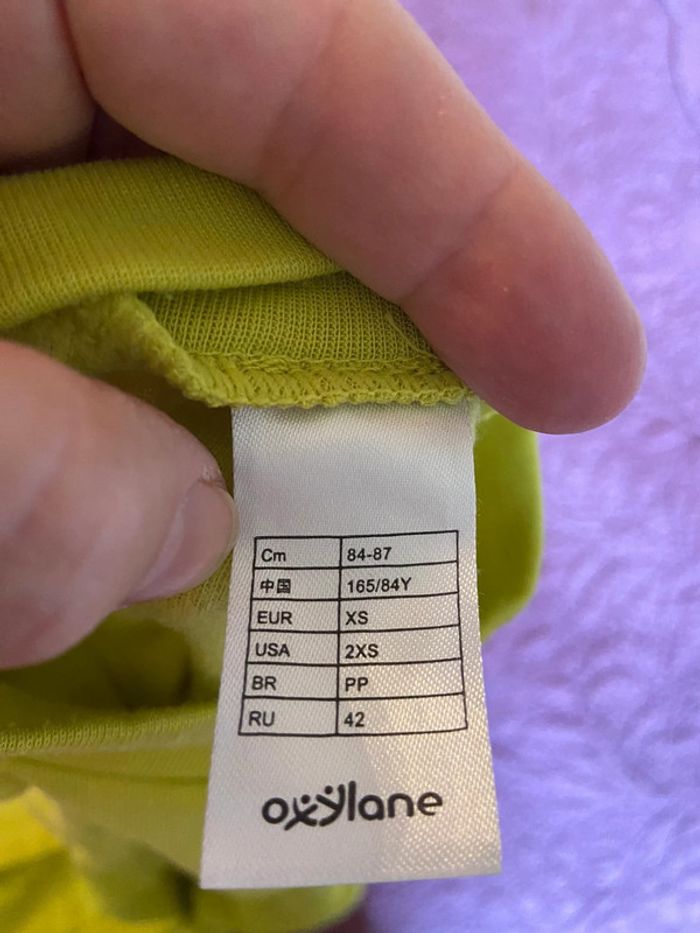 Cm 84-87
中国 165/84Y
EUR XS
USA 2XS
BR PP
RU 42
oxylane